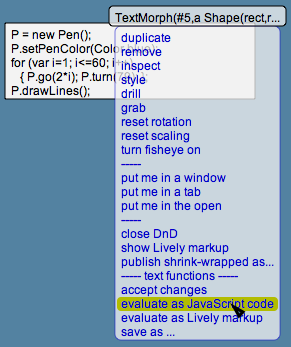 TextMorph(#5,a Shape(rect,r...
P = new Pen();
P.setPenColor(Color.blue);
for (var i=1; i<=60; i++)
{ P.go(2*i); P.turn(
P.drawLines();
duplicate
remove
inspect
style
drill
grab
reset rotation
reset scaling
turn fisheye on
-----
put me in a window
put me in a tab
put me in the open
-----
close DnD
show Lively markup
publish shrink-wrapped as...
----- text functions -----
accept changes
evaluate as JavaScript code
evaluate as Lively markup
save as ...